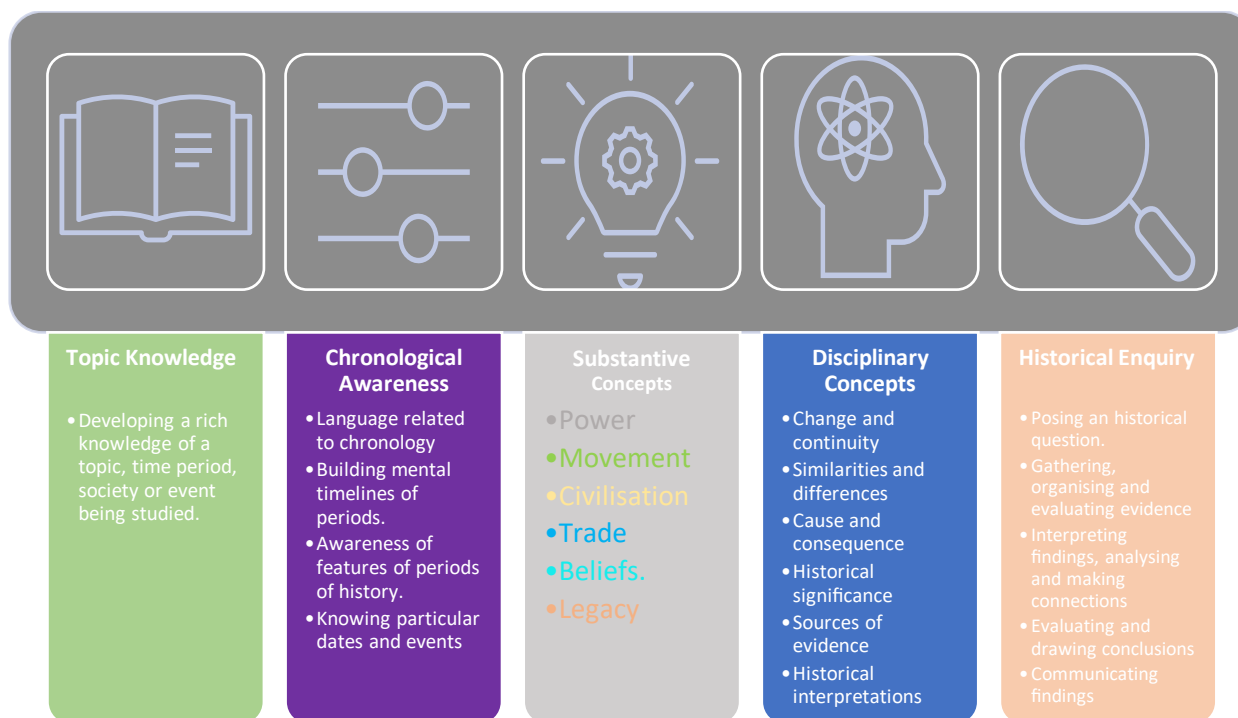 Topic Knowledge
•Developing a rich
knowledge of a
topic, time period,
society or event
being studied.
Chronological
Awareness
•Language related
to chronology
•Building mental
timelines of
periods.
•Awareness of
features of periods
of history.
•Knowing particular
dates and events
Substantive
Concepts
•Power
•Movement
•Civilisation
•Trade
•Beliefs.
•Legacy
Disciplinary
Concepts
•Change and
continuity
•Similarities and
differences
•Cause and
consequence
•Historical
significance
•Sources of
evidence
•Historical
interpretations
Historical Enquiry
•Posing an historical
question.
•Gathering,
organising and
evaluating evidence
•Interpreting
findings, analysing
and making
connections
•Evaluating and
drawing conclusions
•Communicating
findings